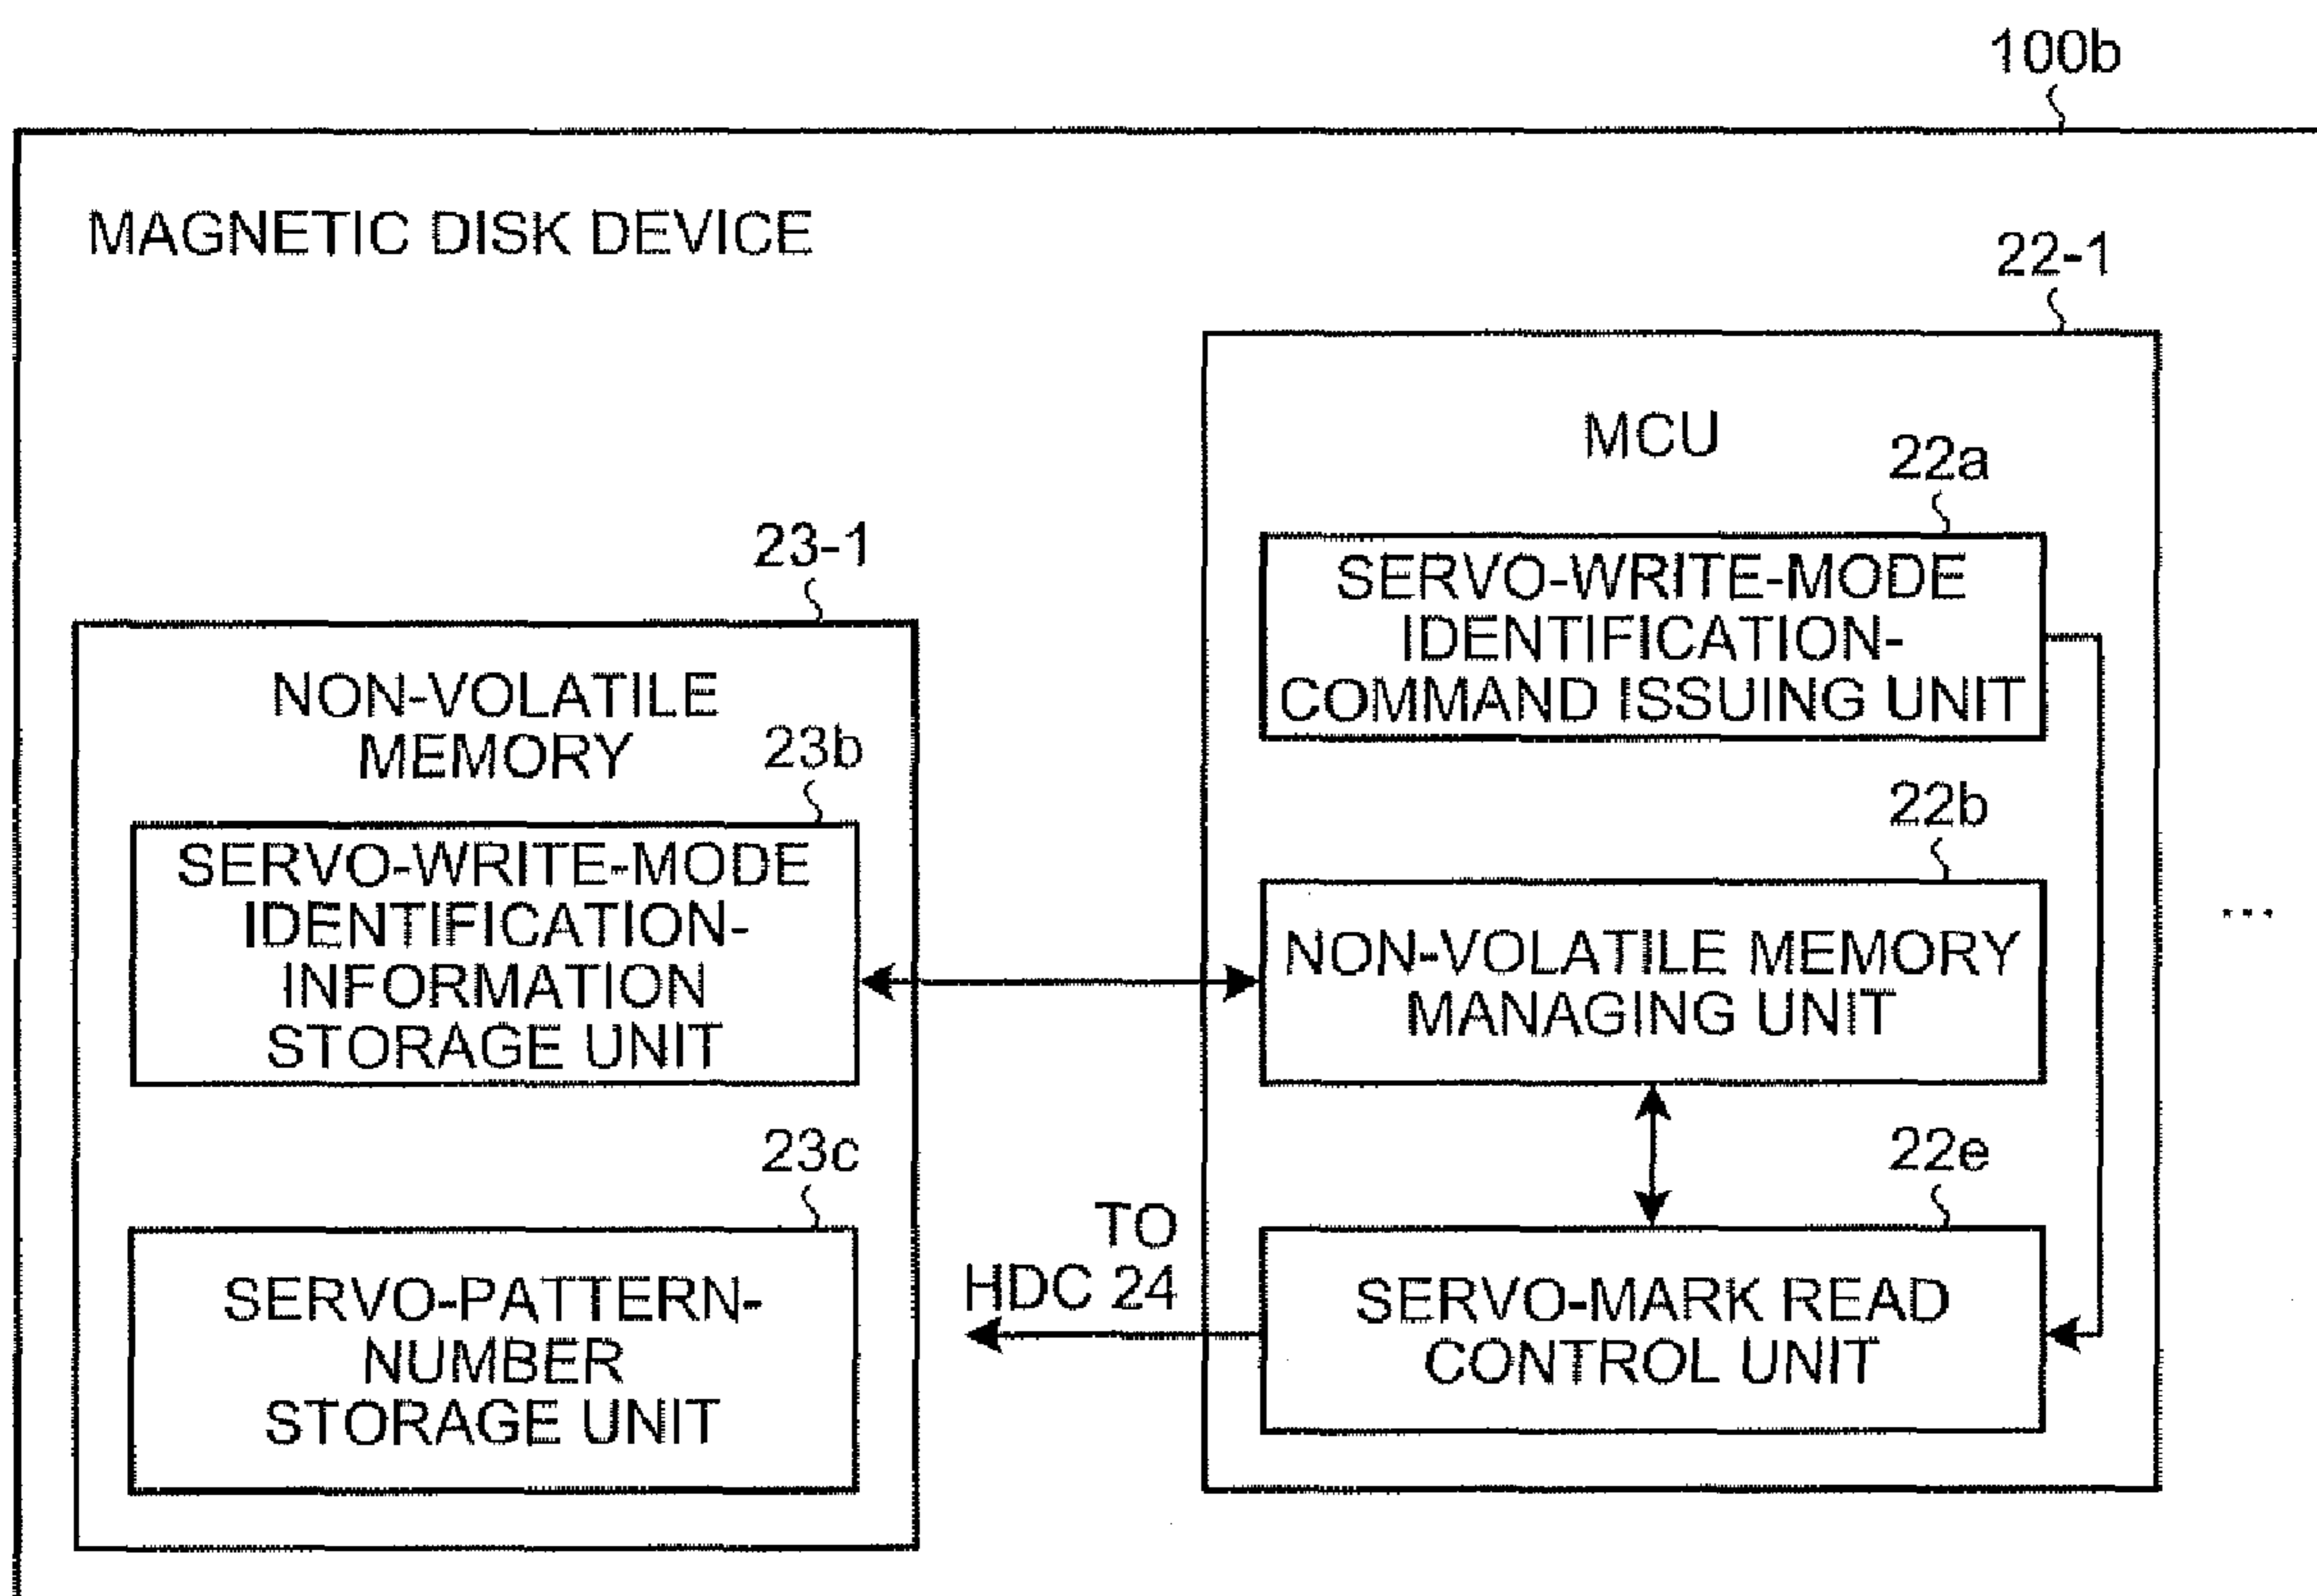 100b
MAGNETIC DISK DEVICE
22-1
MCU
22a
SERVO-WRITE-MODE
IDENTIFICATION-
COMMAND ISSUING UNIT
23-1
NON-VOLATILE
MEMORY
23b
SERVO-WRITE-MODE
IDENTIFICATION-
INFORMATION
STORAGE UNIT
22b
NON-VOLATILE MEMORY
MANAGING UNIT
...
23c
SERVO-PATTERN-
NUMBER
STORAGE UNIT
TO
HDC 24
22e
SERVO-MARK READ
CONTROL UNIT